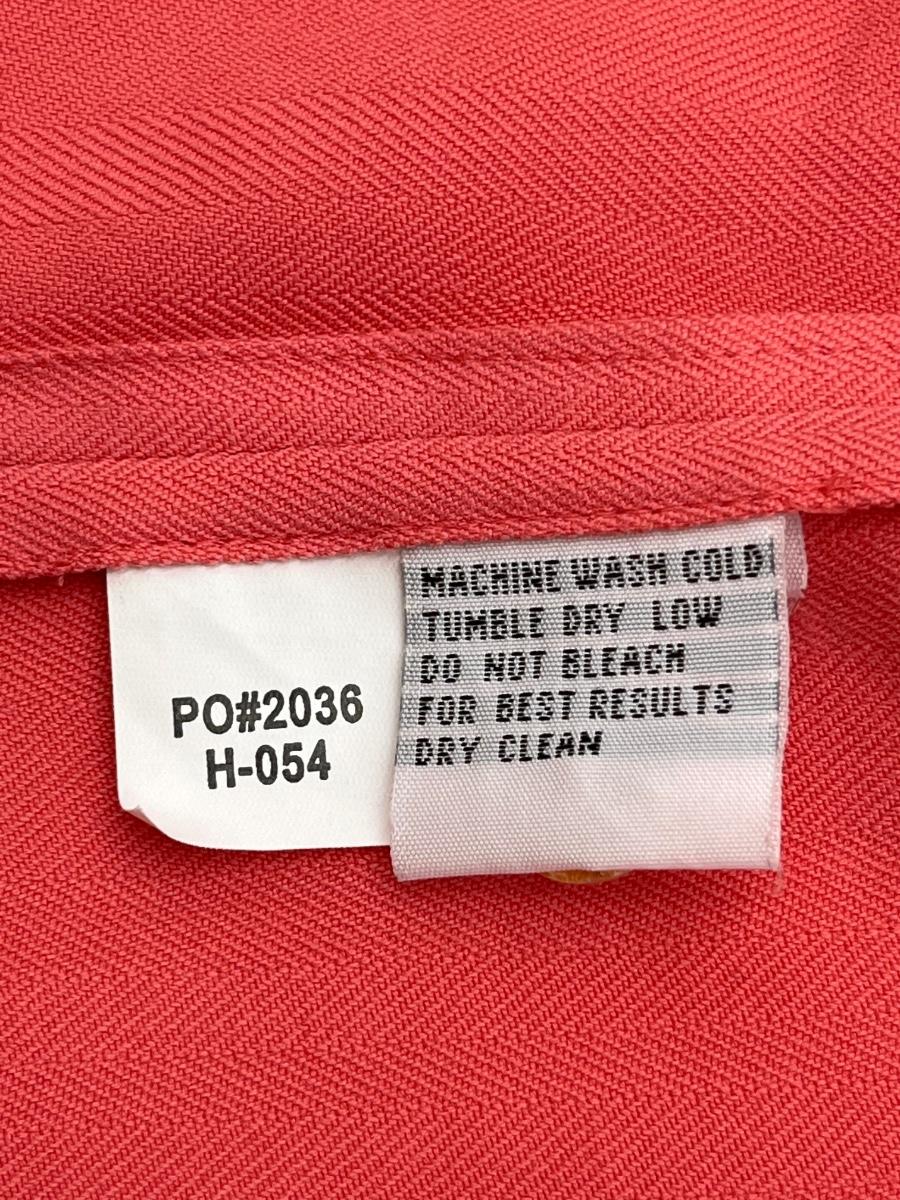 PO#2036
H-054
MACHINE WASH COLD
TUMBLE DRY LOW
DO NOT BLEACH
FOR BEST RESULTS
DRY CLEAN